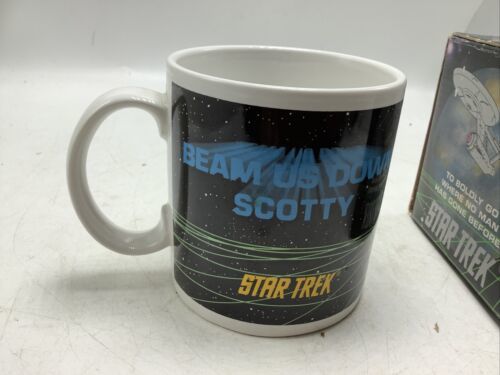 BEAM US DOWN
SCOTTY
STAR TREK
TO BOLDLY GO
WHERE NO MAN
HAS GONE BEFORE
STAR TREK